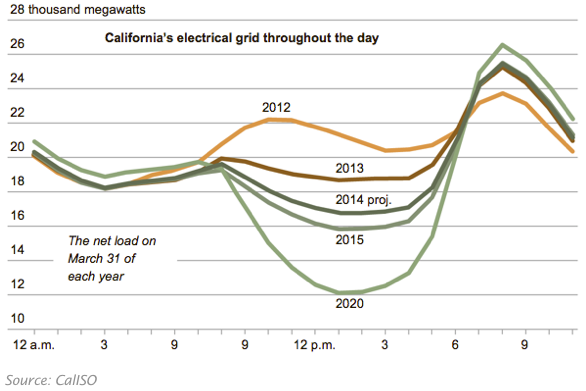 28 thousand megawatts
California's electrical grid throughout the day
26
24
22
20
18
16
14
12
10
2012
2013
2014 proj.
2015
2020
The net load on
March 31 of
each year
12 a.m. 3 9 9 12 p.m. 3 6 9
Source: CalISO